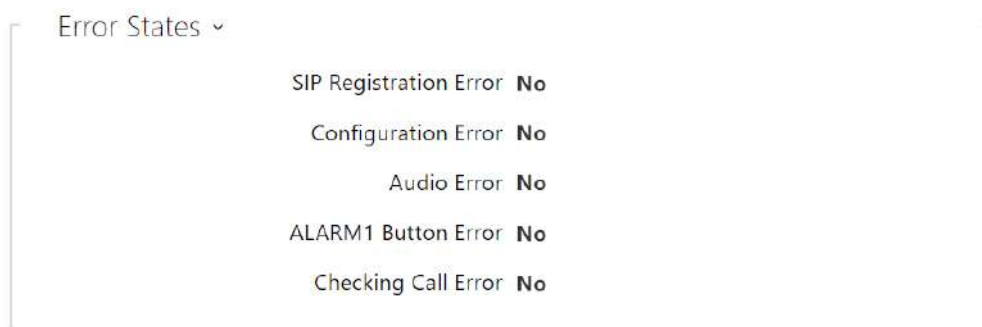 Error States
SIP Registration Error No
Configuration Error No
Audio Error No
ALARM1 Button Error No
Checking Call Error No